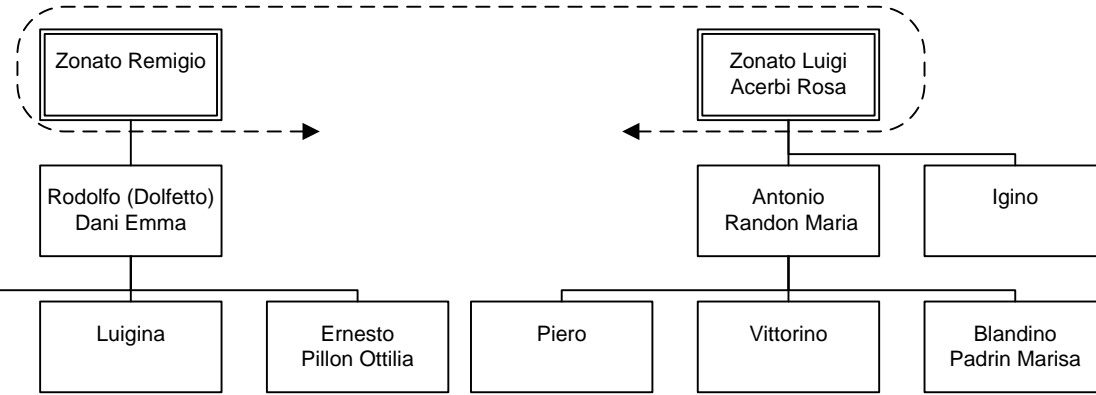 Zonato Remigio
Zonato Luigi
Acerbi Rosa
Rodolfo (Dolfetto)
Dani Emma
Antonio
Randon Maria
Igino
Luigina
Ernesto
Pillon Ottilia
Piero
Vittorino
Blandino
Padrin Marisa